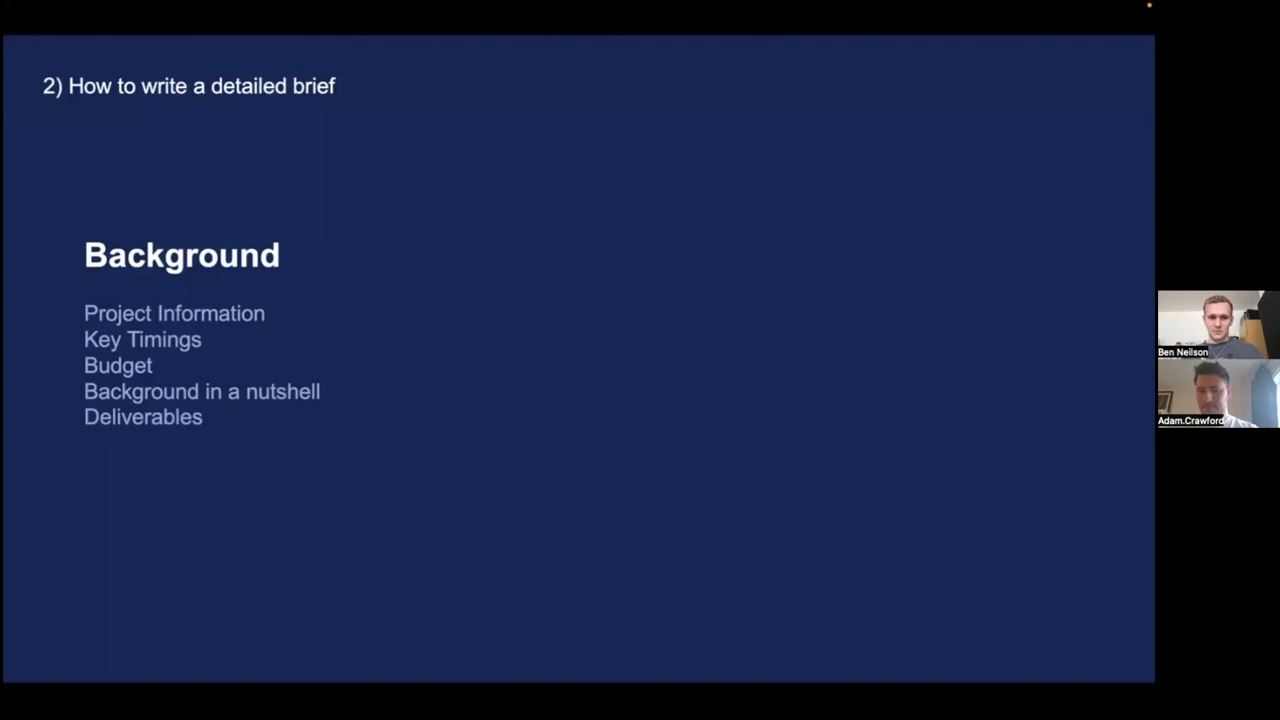 2) How to write a detailed brief
Background
Project Information
Key Timings
Budget
Background in a nutshell
Deliverables
Ben Neilson
Adam.Crawford